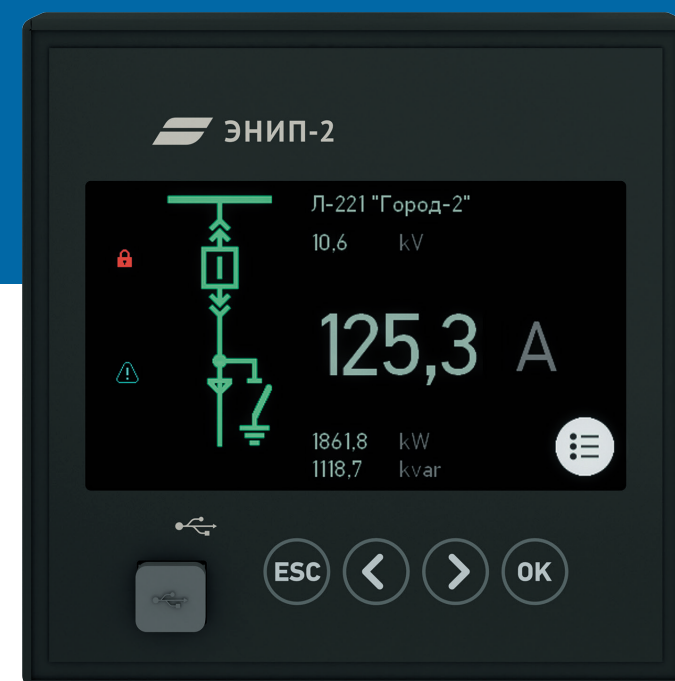 ЭНИП-2
Л-221 "Город-2"
10,6 kV
125,3 A
1861,8 kW
1118,7 kvar
ESC
OK